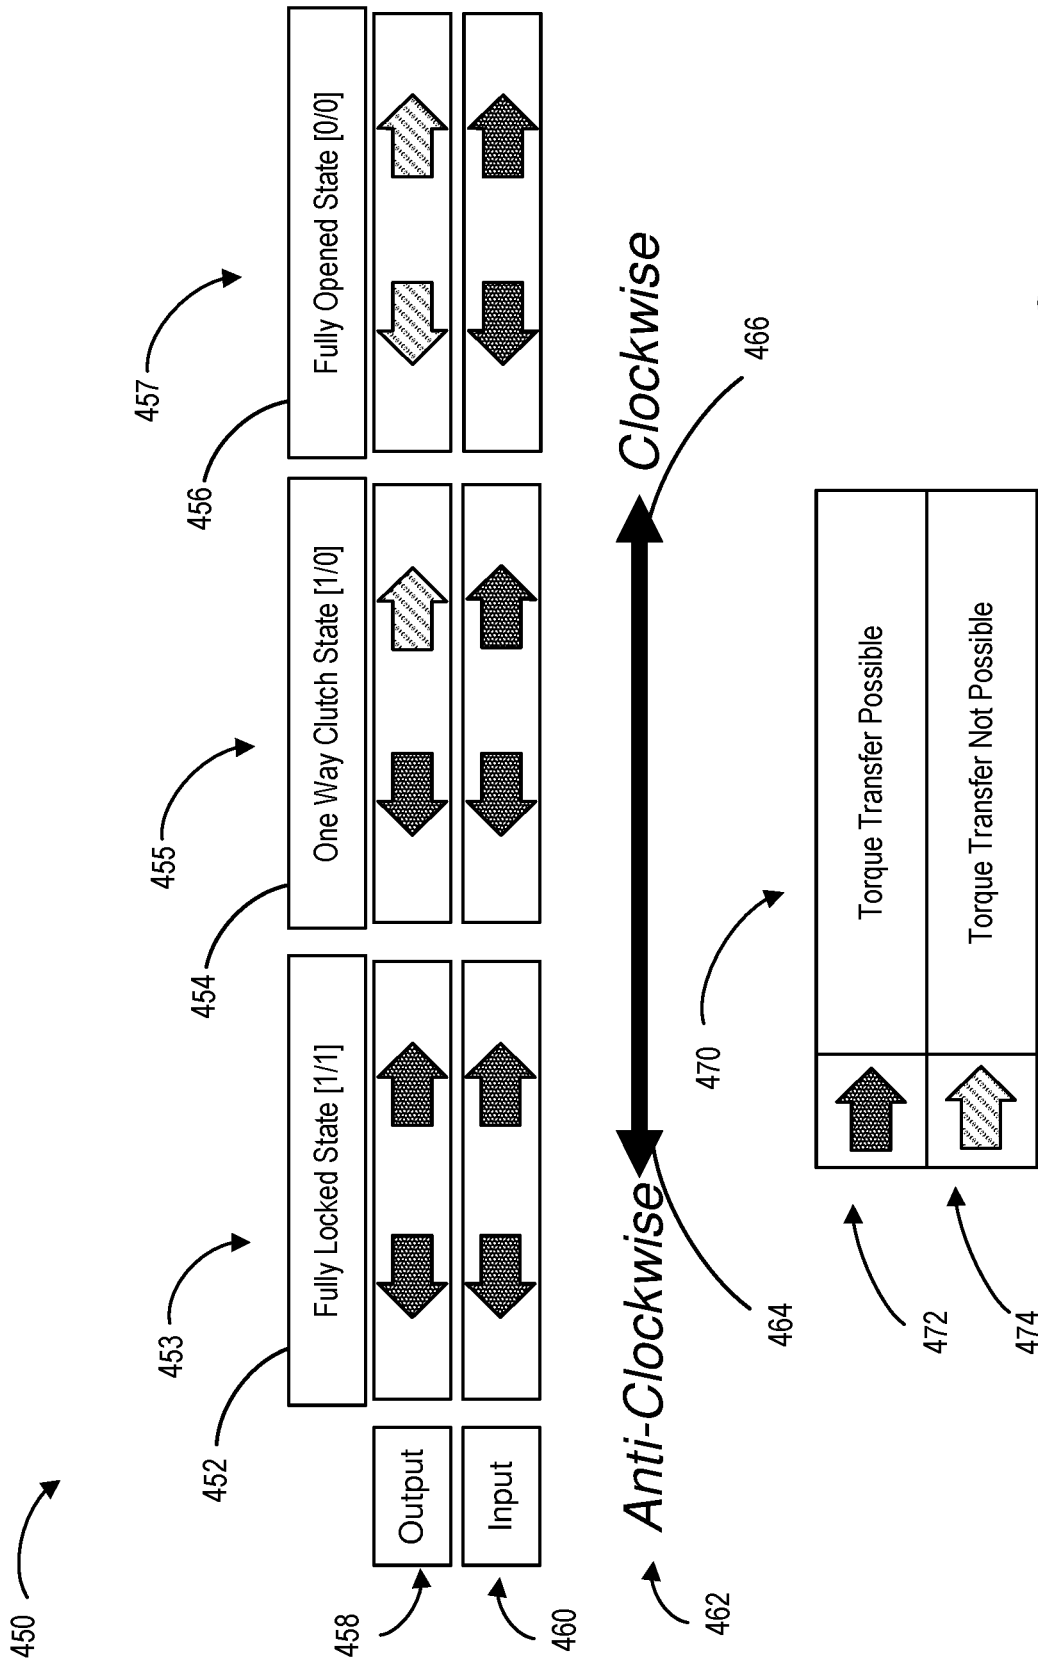 450
457
453
455
456
452
454
Fully Locked State [1/1]
One Way Clutch State [1/0]
Fully Opened State [0/0]
458
Output
460
Input
462
Anti-Clockwise
Clockwise
464
466
470
472
Torque Transfer Possible
474
Torque Transfer Not Possible